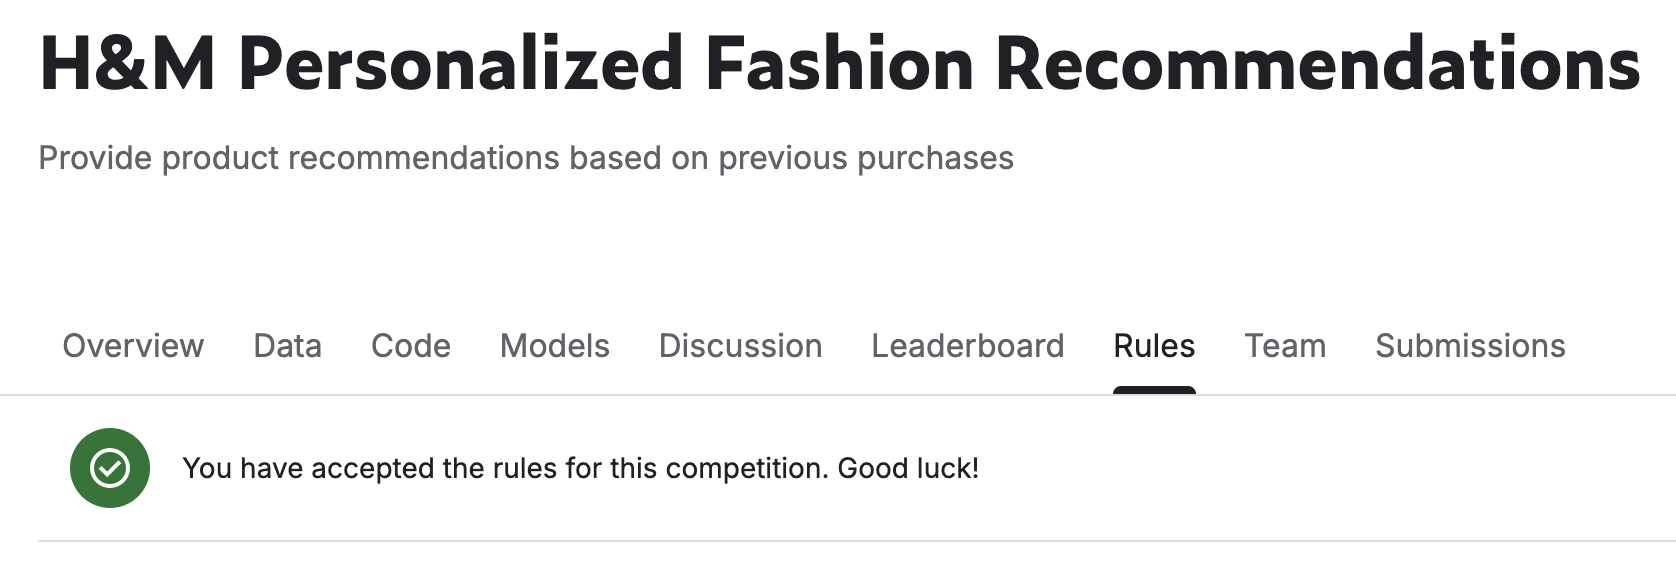 H&M Personalized Fashion Recommendations
Provide product recommendations based on previous purchases
Overview Data Code Models Discussion Leaderboard Rules Team Submissions
You have accepted the rules for this competition. Good luck!